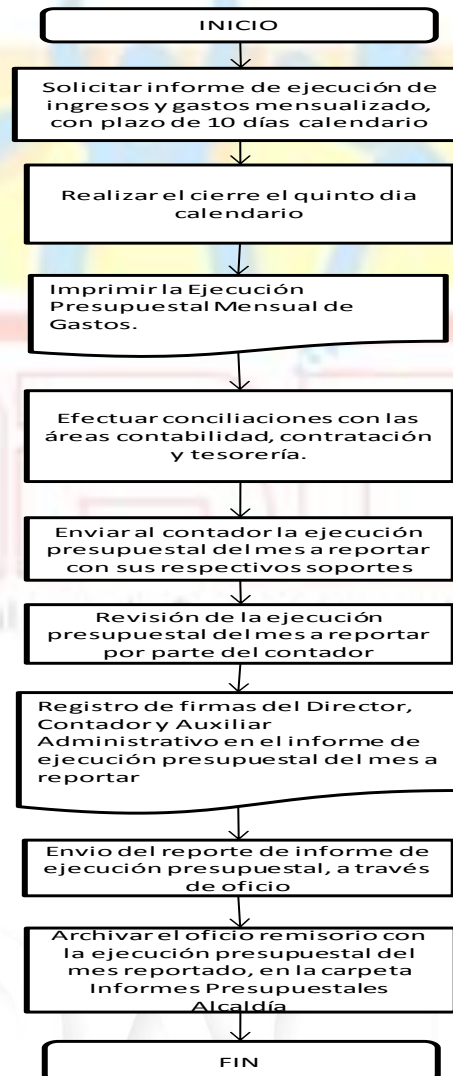 INICIO
Solicitar informe de ejecución de
ingresos y gastos mensualizado,
con plazo de 10 días calendario
Realizar el cierre el quinto dia
calendario
Imprimir la Ejecución
Presupuestal Mensual de
Gastos.
Efectuar conciliaciones con las
áreas contabilidad, contratación
y tesorería.
Enviar al contador la ejecución
presupuestal del mes a reportar
con sus respectivos soportes
Revisión de la ejecución
presupuestal del mes a reportar
por parte del contador
Registro de firmas del Director,
Contador y Auxiliar
Administrativo en el informe de
ejecución presupuestal del mes a
reportar
Envio del reporte de informe de
ejecución presupuestal, a través
de oficio
Archivar el oficio remisorio con
la ejecución presupuestal del
mes reportado, en la carpeta
Informes Presupuestales
Alcaldía
FIN